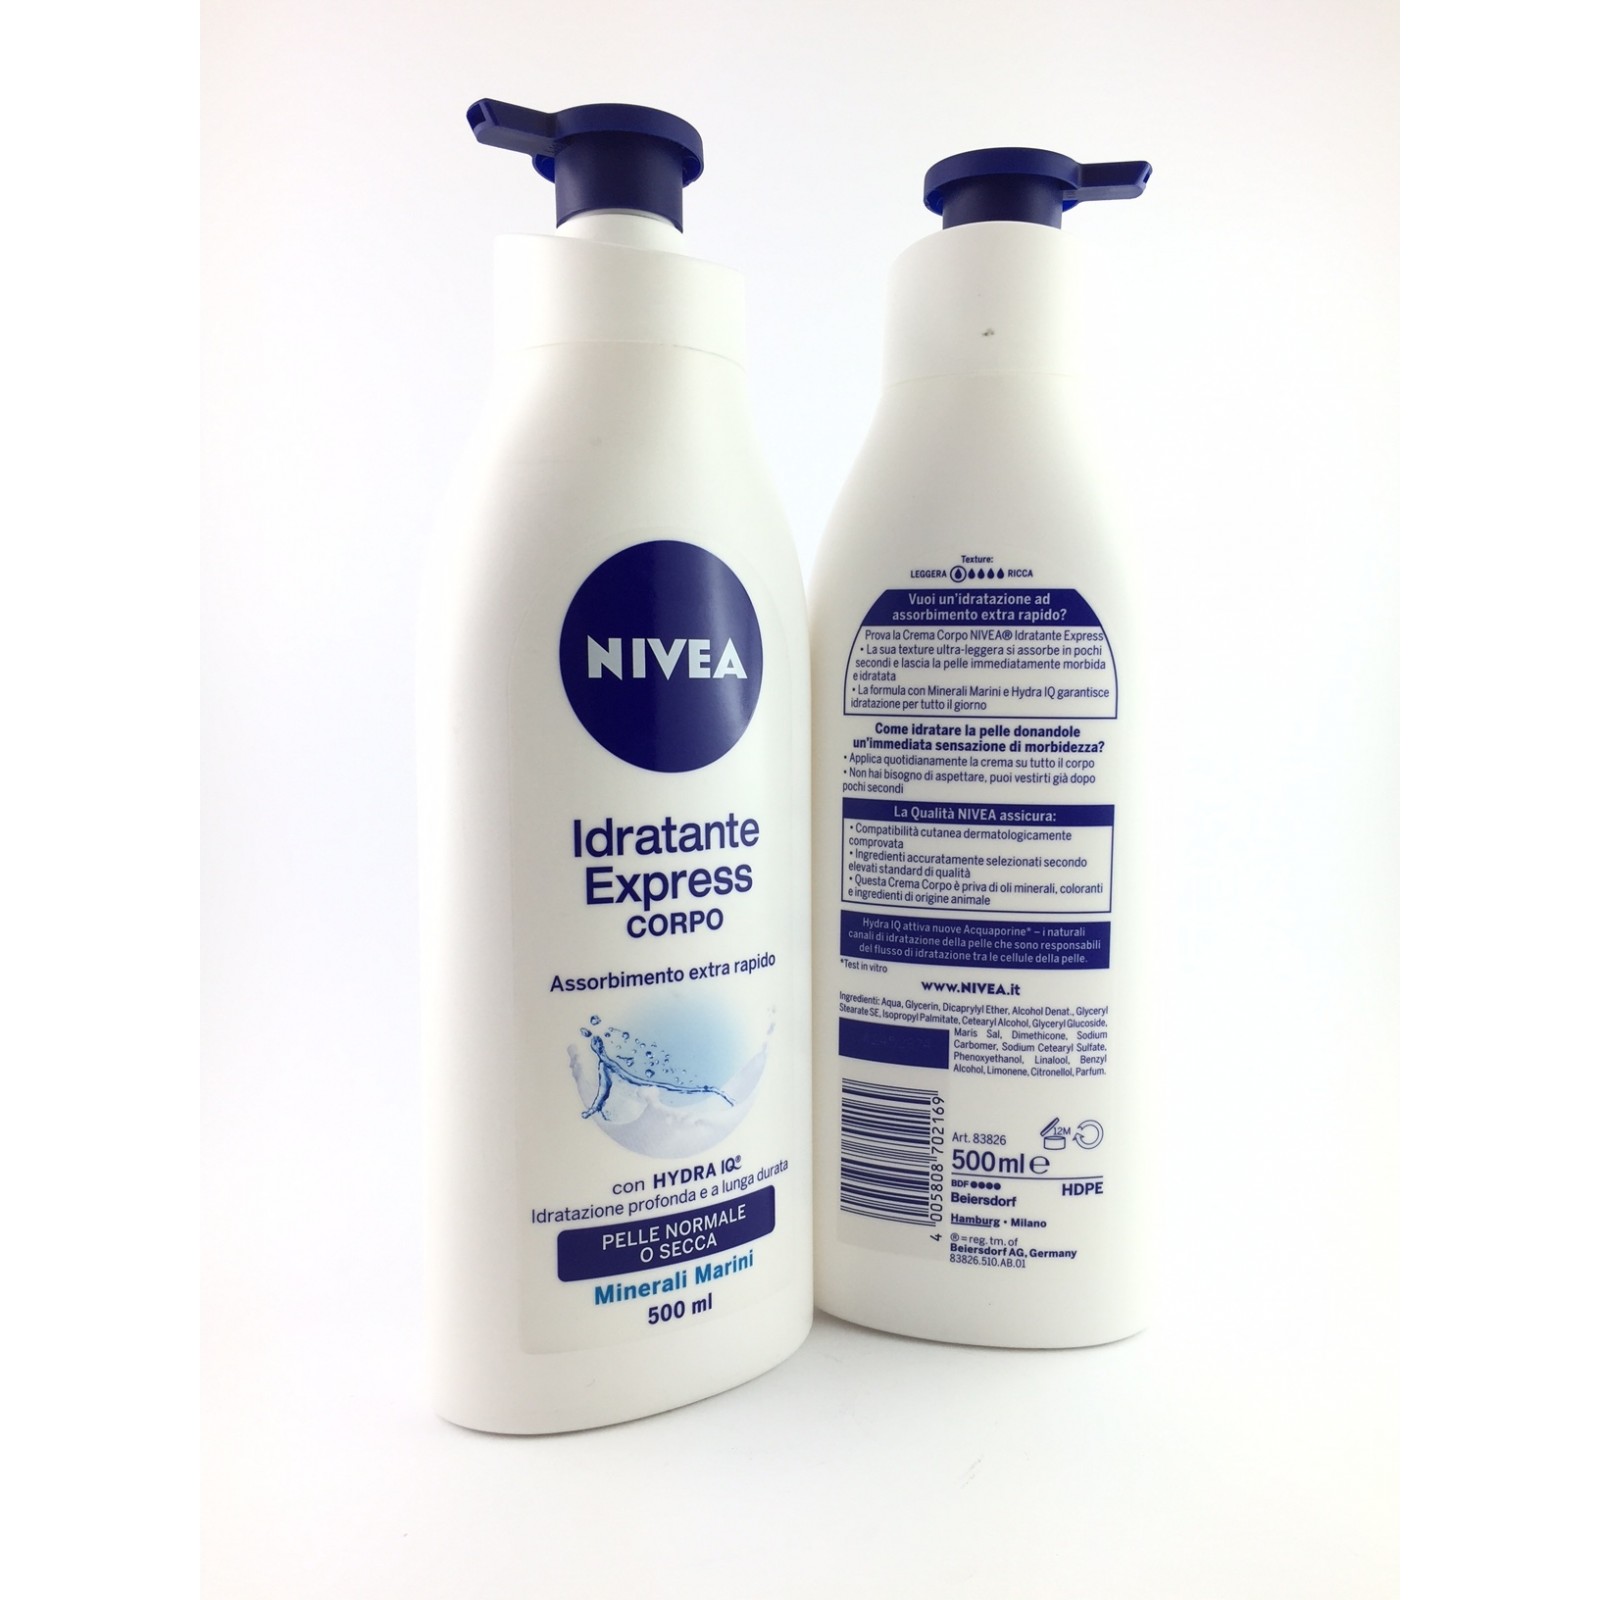 NIVEA
Idratante
Express
CORPO
Assorbimento extra rapido
con HYDRA IQ®
Idratazione profonda e a lunga durata
PELLE NORMALE
O SECCA
Minerali Marini
500 ml
Texture:
LEGGERA RICCA
Vuoi un'idratazione ad
assorbimento extra rapido?
Prova la Crema Corpo NIVEA® Idratante Express
• La sua texture ultra-leggera si assorbe in pochi
secondi e lascia la pelle immediatamente morbida
e idratata
• La formula con Minerali Marini e Hydra IQ garantisce
idratazione per tutto il giorno
Come idratare la pelle donandole
un'immediata sensazione di morbidezza?
• Applica quotidianamente la crema su tutto il corpo
• Non hai bisogno di aspettare, puoi vestirti già dopo
pochi secondi
La Qualità NIVEA assicura:
• Compatibilità cutanea dermatologicamente
comprovata
• Ingredienti accuratamente selezionati secondo
elevati standard di qualità
• Questa Crema Corpo è priva di oli minerali, coloranti
e ingredienti di origine animale
Hydra IQ attiva nuove Acquaporine* – i naturali
canali di idratazione della pelle che sono responsabili
del flusso di idratazione tra le cellule della pelle.
*Test in vitro
www.NIVEA.it
Ingredienti: Aqua, Glycerin, Dicaprylyl Ether, Alcohol Denat., Glyceryl
Stearate SE, Isopropyl Palmitate, Cetearyl Alcohol, Glyceryl Glucoside,
Maris Sal, Dimethicone, Sodium
Carbomer, Sodium Cetearyl Sulfate,
Phenoxyethanol, Linalool, Benzyl
Alcohol, Limonene, Citronellol, Parfum.
4 005808 702169
Art. 83826
12M
500 ml e
BDF ●●●●
Beiersdorf
HDPE
Hamburg • Milano
® = reg. tm. of
Beiersdorf AG, Germany
83826.510.AB.01